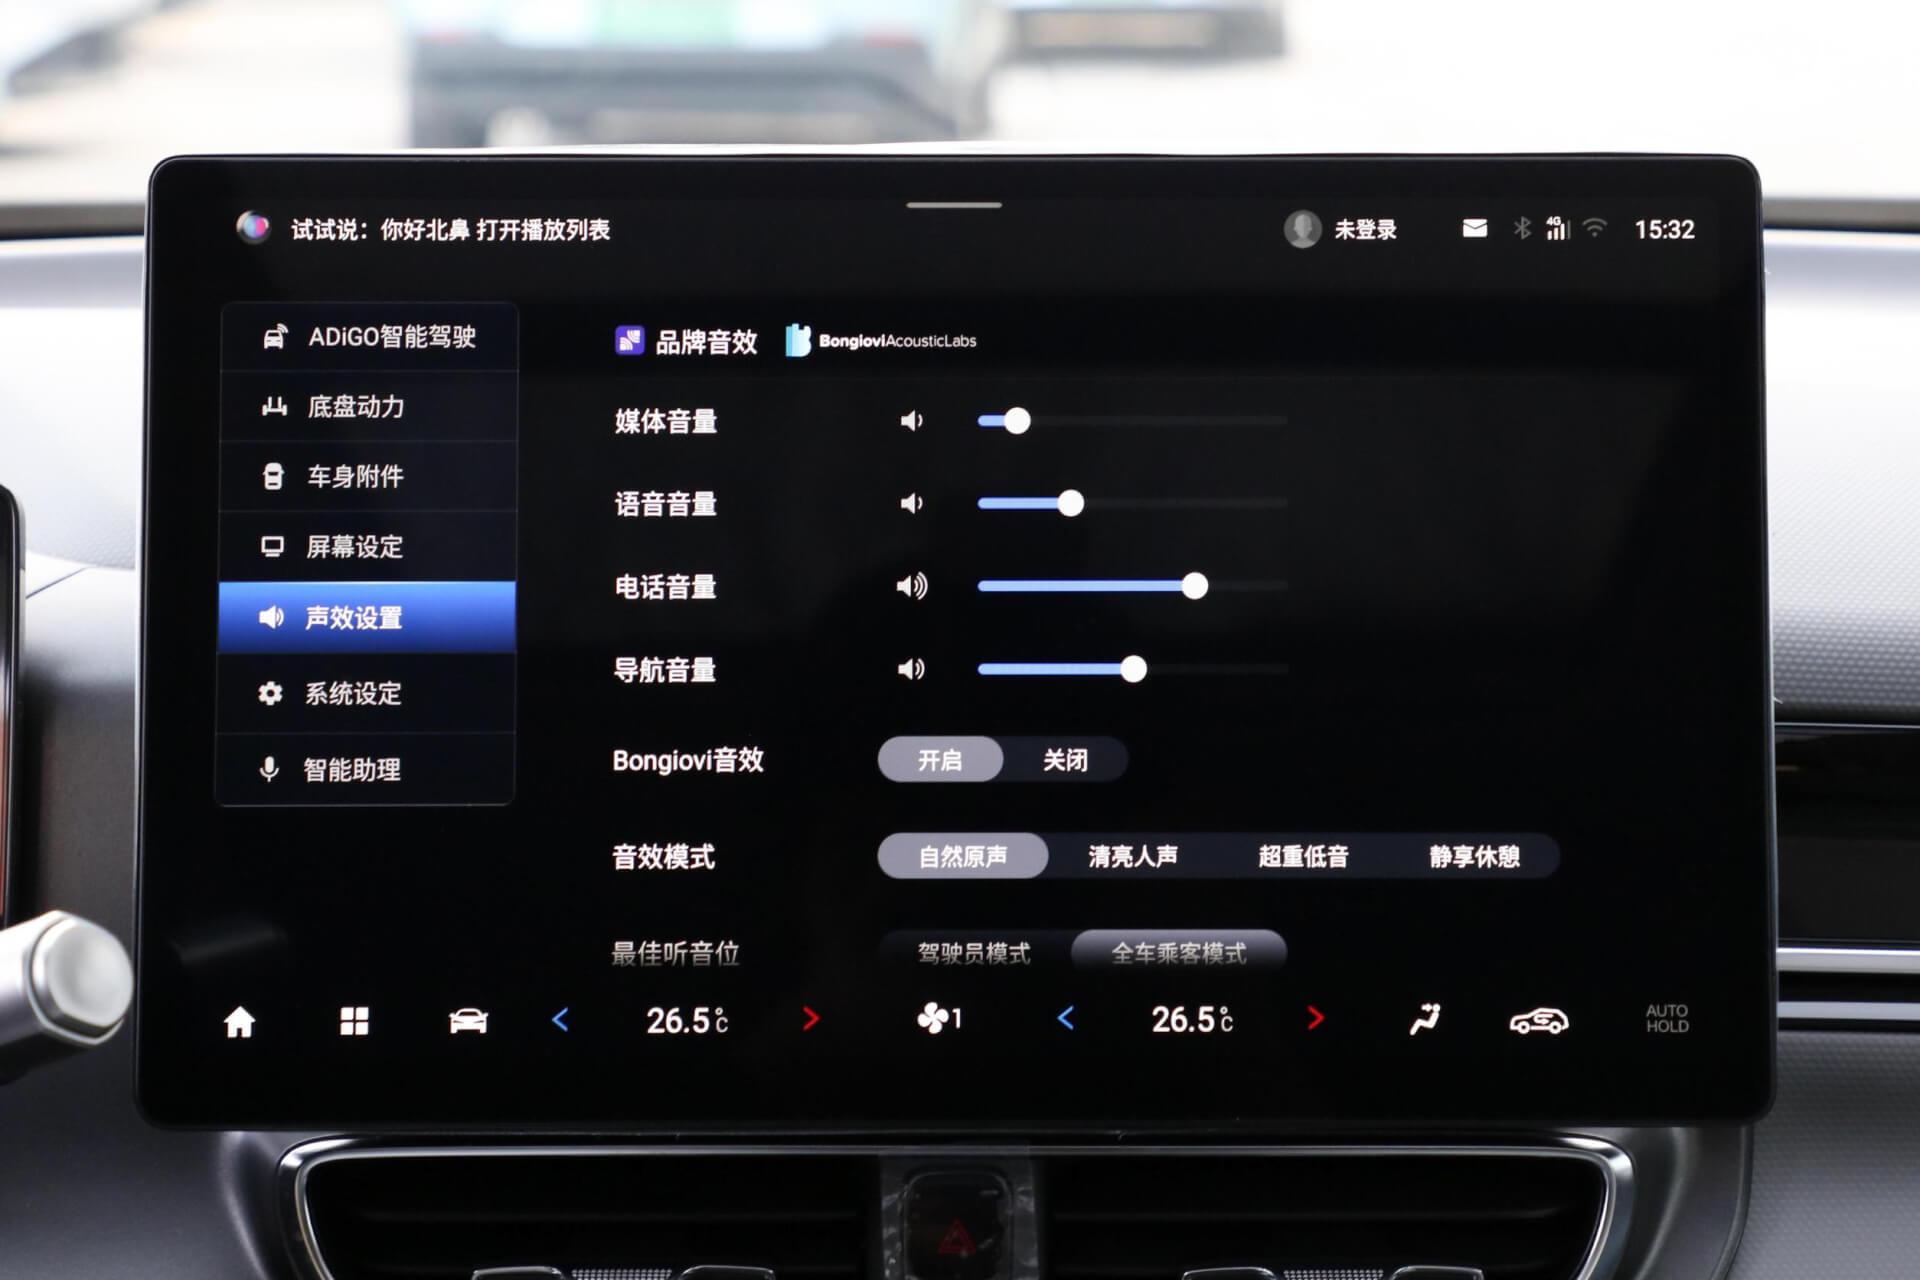 试试说：你好北鼻 打开播放列表
未登录
4G
15:32
ADiGO智能驾驶
底盘动力
车身附件
屏幕设定
声效设置
系统设定
智能助理
品牌音效 BongioviAcousticLabs
媒体音量
语音音量
电话音量
导航音量
Bongiovi音效 开启 关闭
音效模式 自然原声 清亮人声 超重低音 静享休憩
最佳听音位 驾驶员模式 全车乘客模式
< 26.5°C > 1 < 26.5°C >
AUTO
HOLD